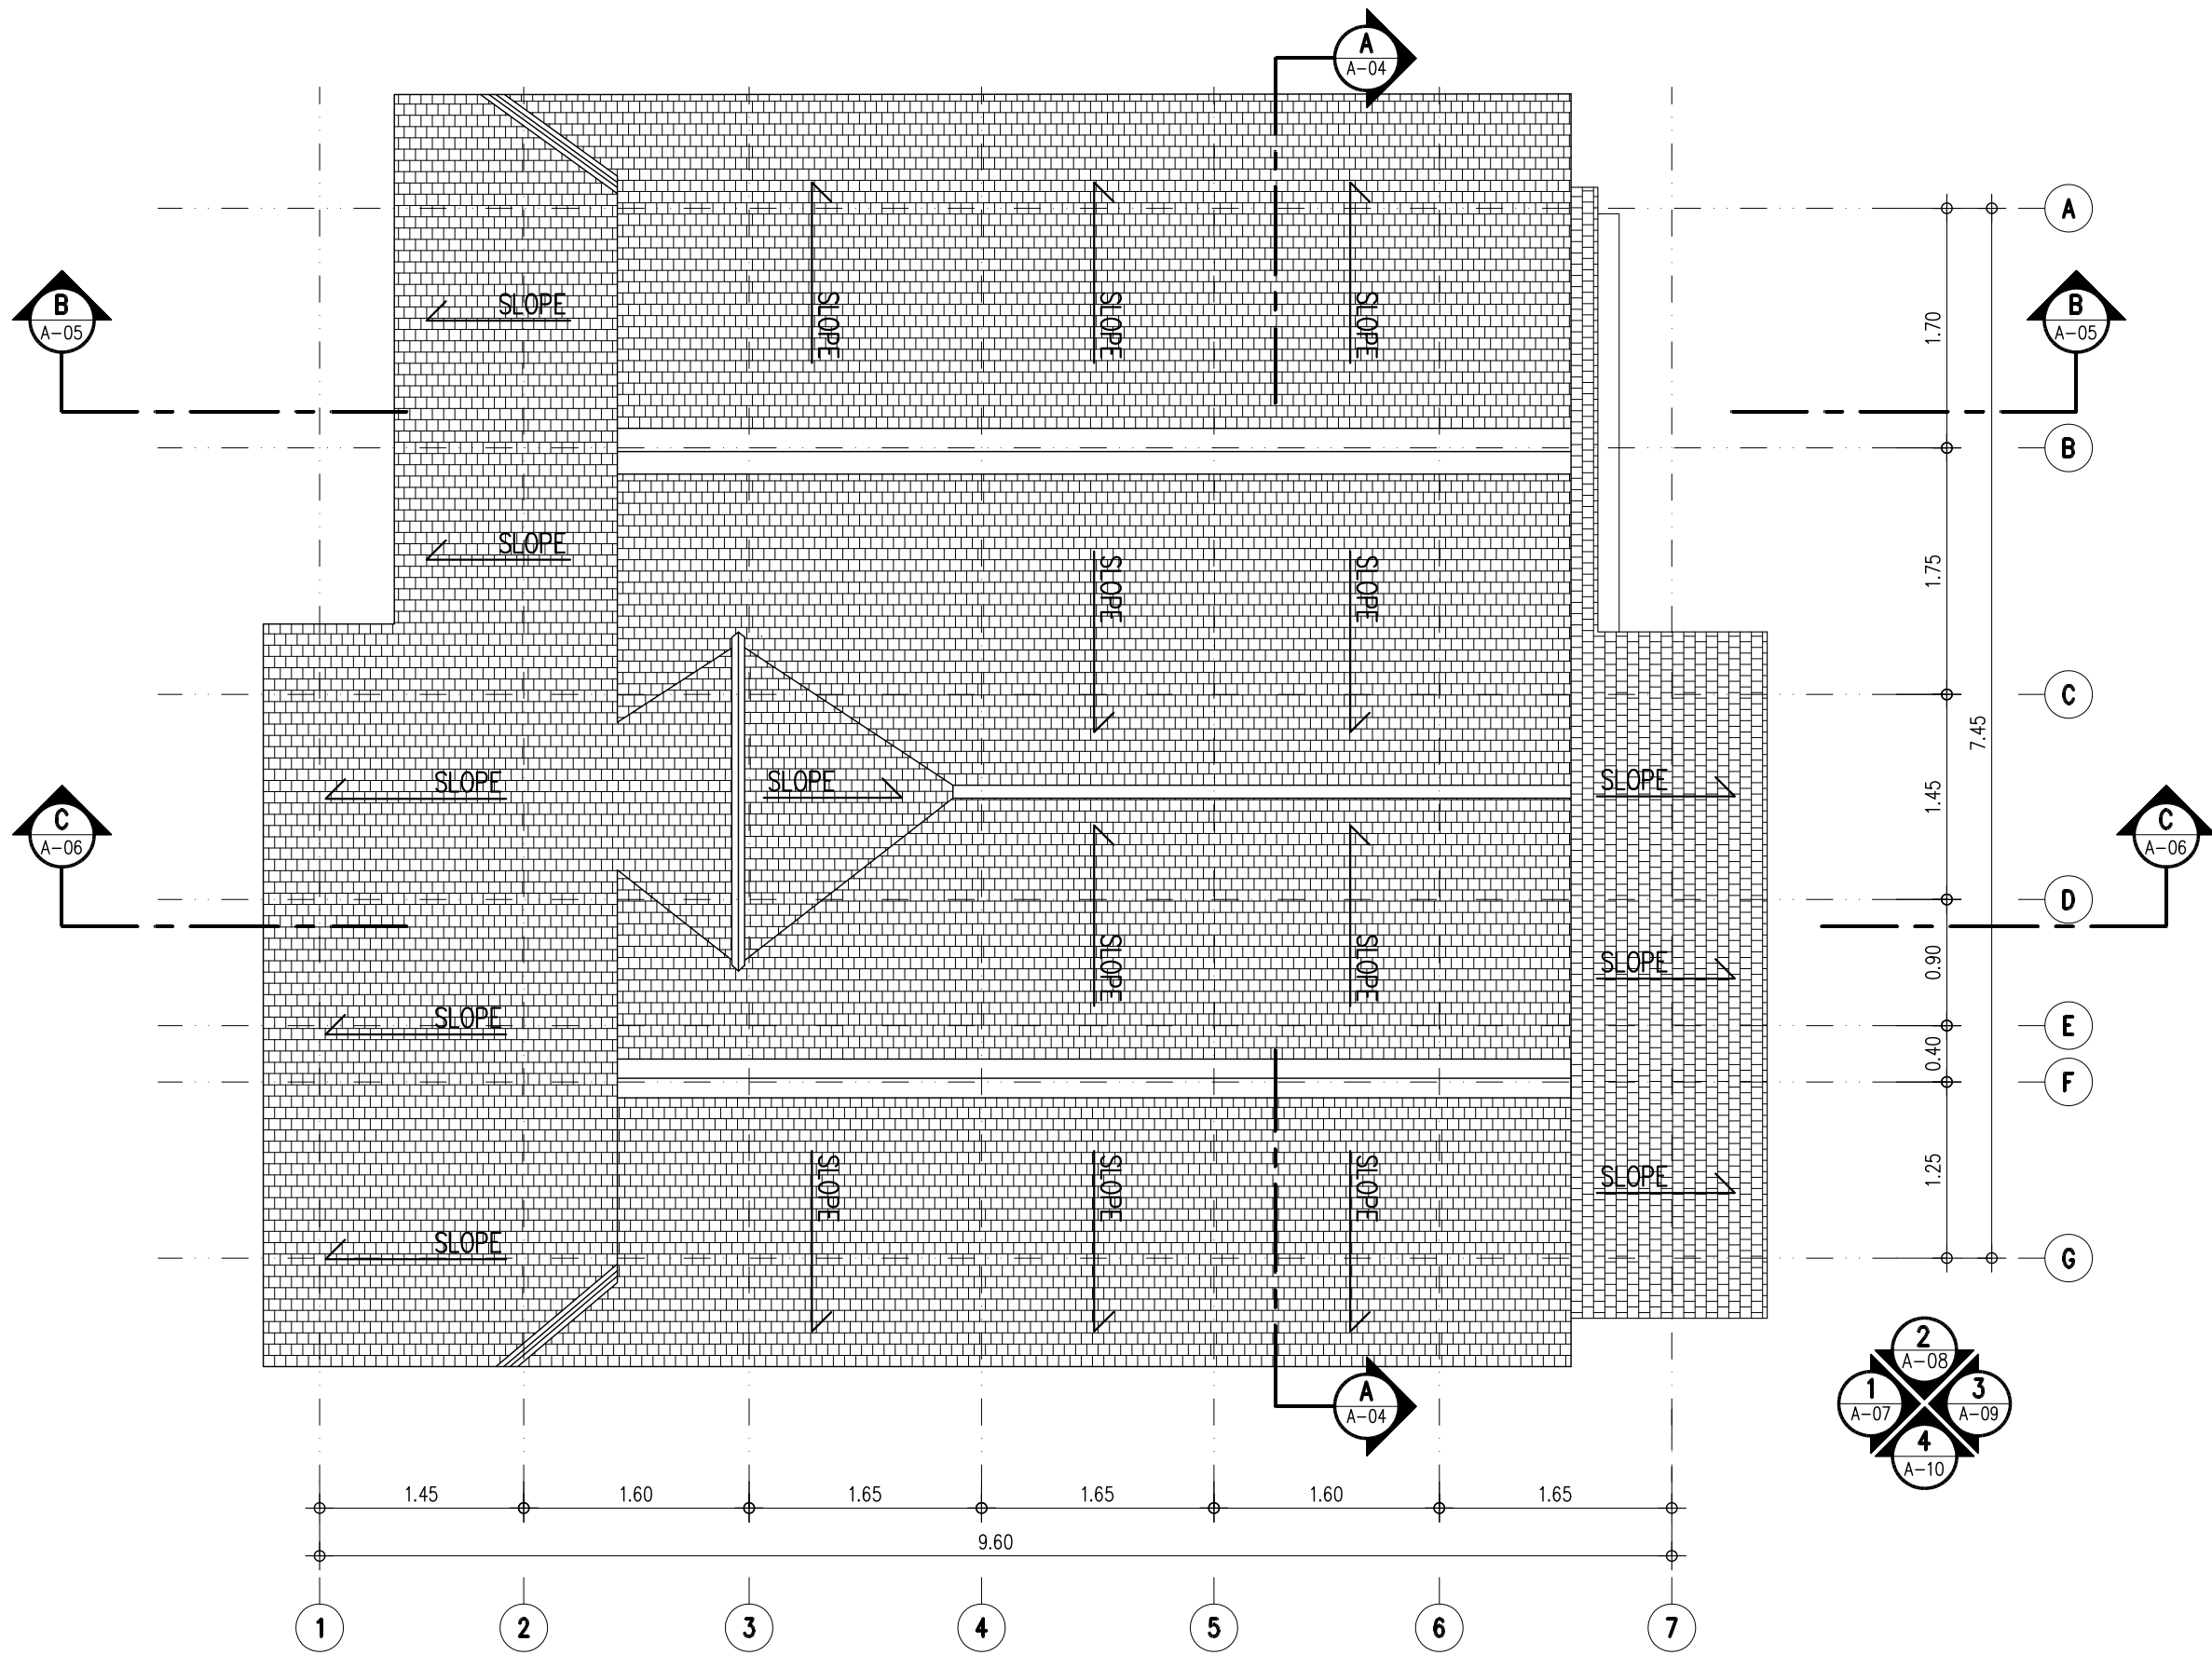 A
A-04
A
B
A-05
B
A-05
SLOPE
SLOPE
SLOPE
SLOPE
1.70
B
SLOPE
SLOPE
SLOPE
1.75
C
7.45
SLOPE
SLOPE
SLOPE
1.45
C
A-06
C
A-06
D
SLOPE
SLOPE
SLOPE
0.90
SLOPE
E
0.40
F
SLOPE
SLOPE
SLOPE
SLOPE
1.25
SLOPE
G
2
A-08
1
A-07
3
A-09
4
A-10
A
A-04
1.45
1.60
1.65
1.65
1.60
1.65
9.60
1
2
3
4
5
6
7